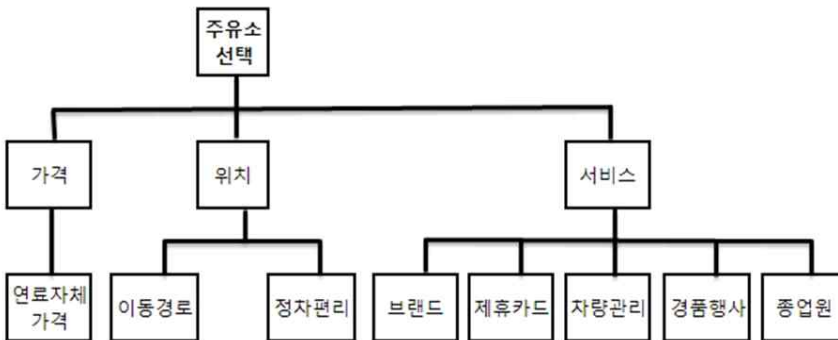 주유소
선택
가격
위치
서비스
연료자체
가격
이동경로
정차편리
브랜드
제휴카드
차량관리
경품행사
종업원